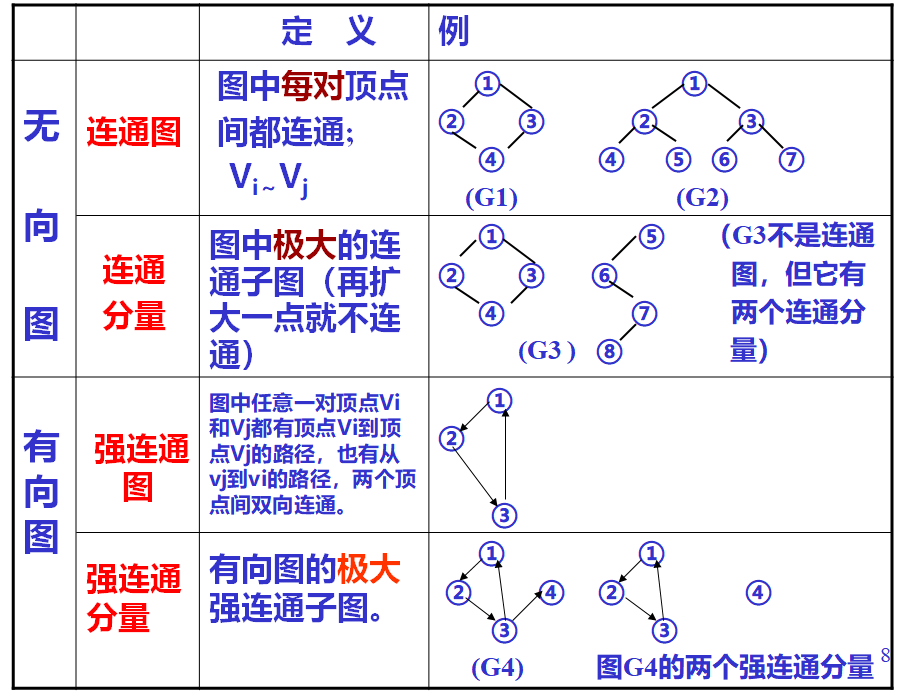 定 义
例
无
向
图
连通图
图中每对顶点
间都连通；
Vi~Vj
①
②
③
④
(G1)
①
②
③
④
⑤
⑥
⑦
(G2)
连通
分量
图中极大的连
通子图（再扩
大一点就不连
通）
①
②
③
④
⑤
⑥
⑦
⑧
(G3 )
（G3不是连通
图，但它有
两个连通分
量）
有
向
图
强连通
图
图中任意一对顶点Vi
和Vj都有顶点Vi到顶
点Vj的路径，也有从
vj到vi的路径，两个顶
点间双向连通。
①
②
③
强连通
分量
有向图的极大
强连通子图。
①
②
④
③
(G4)
①
②
③
④
图G4的两个强连通分量
8